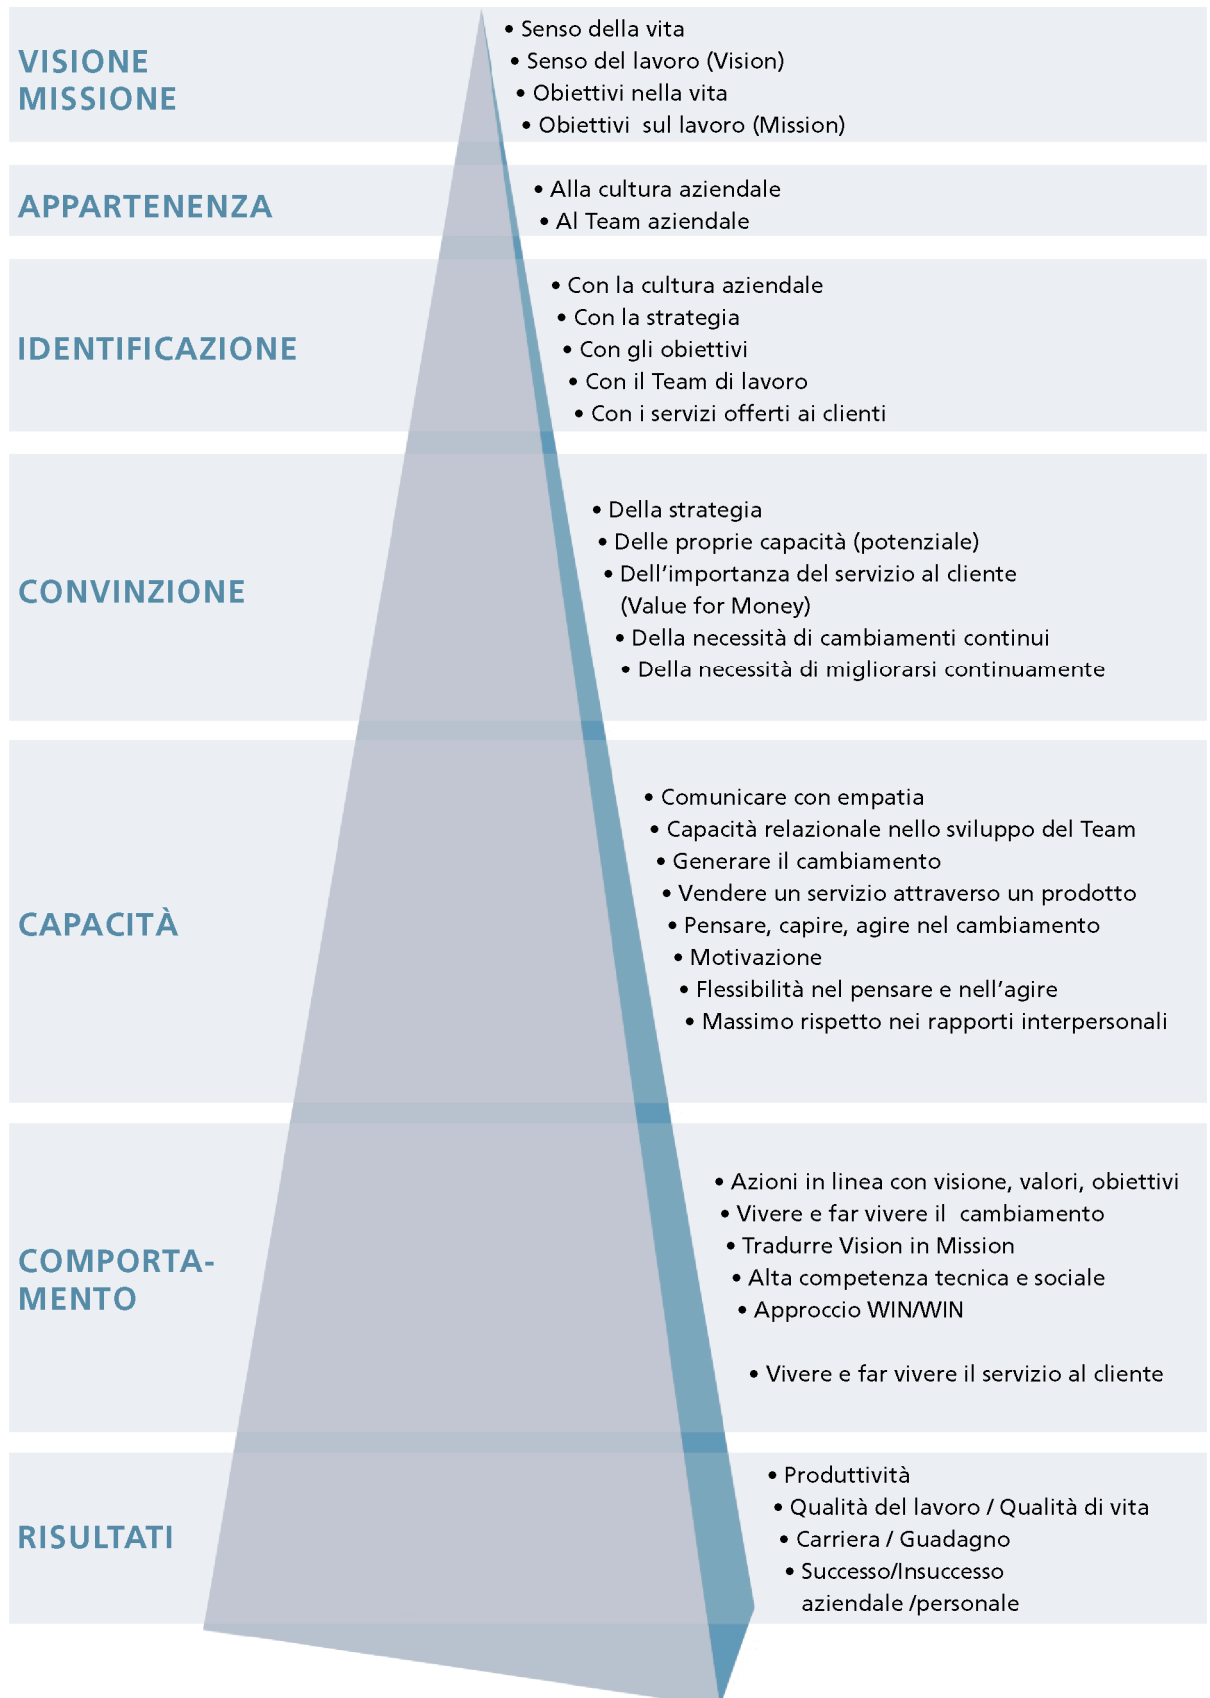 VISIONE
MISSIONE
• Senso della vita
• Senso del lavoro (Vision)
• Obiettivi nella vita
• Obiettivi  sul lavoro (Mission)
APPARTENENZA
• Alla cultura aziendale
• Al Team aziendale
IDENTIFICAZIONE
• Con la cultura aziendale
• Con la strategia
• Con gli obiettivi
• Con il Team di lavoro
• Con i servizi offerti ai clienti
CONVINZIONE
• Della strategia
• Delle proprie capacità (potenziale)
• Dell'importanza del servizio al cliente
(Value for Money)
• Della necessità di cambiamenti continui
• Della necessità di migliorarsi continuamente
CAPACITÀ
• Comunicare con empatia
• Capacità relazionale nello sviluppo del Team
• Generare il cambiamento
• Vendere un servizio attraverso un prodotto
• Pensare, capire, agire nel cambiamento
• Motivazione
• Flessibilità nel pensare e nell'agire
• Massimo rispetto nei rapporti interpersonali
COMPORTA-
MENTO
• Azioni in linea con visione, valori, obiettivi
• Vivere e far vivere il  cambiamento
• Tradurre Vision in Mission
• Alta competenza tecnica e sociale
• Approccio WIN/WIN
• Vivere e far vivere il servizio al cliente
RISULTATI
• Produttività
• Qualità del lavoro / Qualità di vita
• Carriera / Guadagno
• Successo/Insuccesso
aziendale /personale